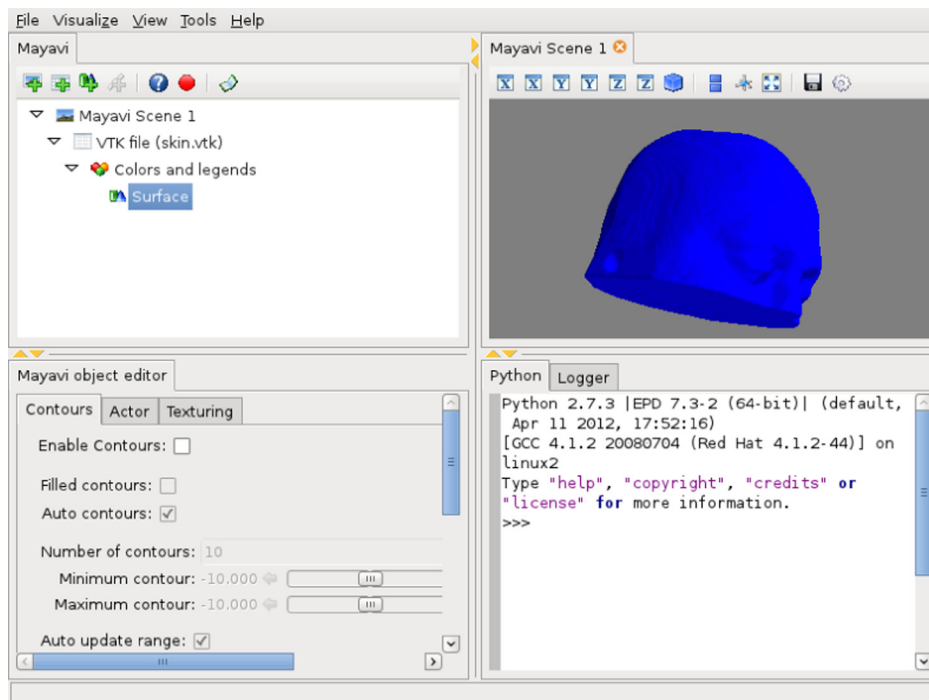 File Visualize View Tools Help
Mayavi
Mayavi Scene 1
VTK file (skin.vtk)
Colors and legends
Surface
Mayavi Scene 1
X X Y Y Z Z
Mayavi object editor
Contours Actor Texturing
Enable Contours:
Filled contours:
Auto contours:
Number of contours: 10
Minimum contour: -10.000
Maximum contour: -10.000
Auto update range:
Python Logger
Python 2.7.3 |EPD 7.3-2 (64-bit)| (default,
Apr 11 2012, 17:52:16)
[GCC 4.1.2 20080704 (Red Hat 4.1.2-44)] on
linux2
Type "help", "copyright", "credits" or
"license" for more information.
>>>